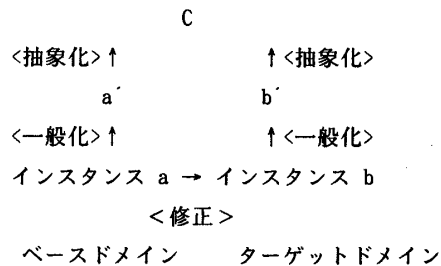 C
<抽象化>↑ ↑<抽象化>
a´ b´
<一般化>↑ ↑<一般化>
インスタンス a → インスタンス b
<修正>
ベースドメイン ターゲットドメイン